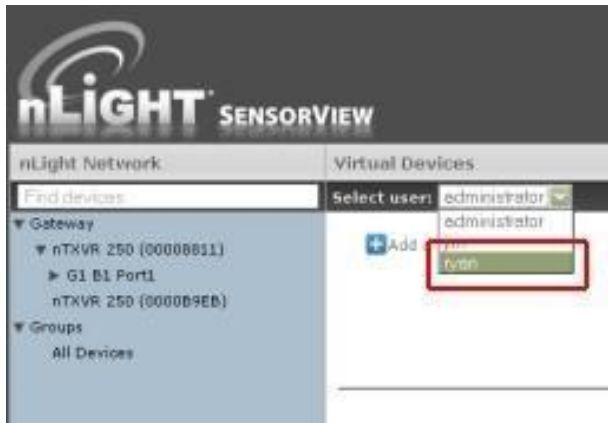 nLIGHT SENSORVIEW
nLight Network
Virtual Devices
Find devices
Select user: administrator
Gateway
administrator
nTXVR 250 (00008811)
Add
G1 B1 Port1
ryan
nTXVR 250 (0000B9EB)
Groups
All Devices